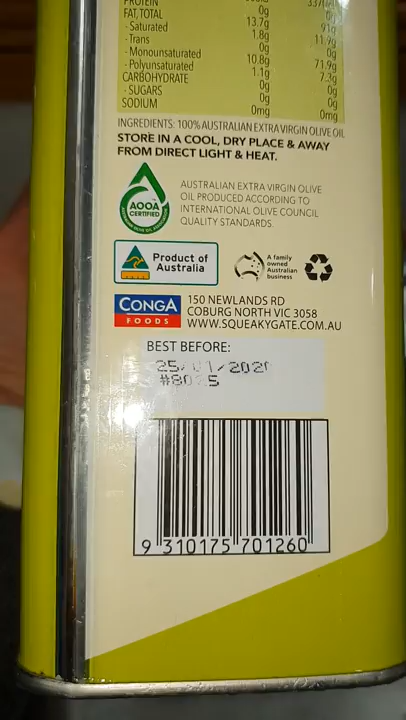 PROTEIN
FAT, TOTAL 0g 0g
- Saturated 13.7g 91g
- Trans 1.8g 11.9g
- Monounsaturated 0g 0g
- Polyunsaturated 10.8g 71.9g
CARBOHYDRATE 1.1g 7.3g
- SUGARS 0g 0g
SODIUM 0g 0g
0mg 0mg
INGREDIENTS: 100% AUSTRALIAN EXTRA VIRGIN OLIVE OIL
STORE IN A COOL, DRY PLACE & AWAY
FROM DIRECT LIGHT & HEAT.
AOOA
CERTIFIED
AUSTRALIAN EXTRA VIRGIN OLIVE
OIL PRODUCED ACCORDING TO
INTERNATIONAL OLIVE COUNCIL
QUALITY STANDARDS.
Product of
Australia
A family
owned
Australian
business
CONGA
FOODS
150 NEWLANDS RD
COBURG NORTH VIC 3058
WWW.SQUEAKYGATE.COM.AU
BEST BEFORE:
9 310175 701260